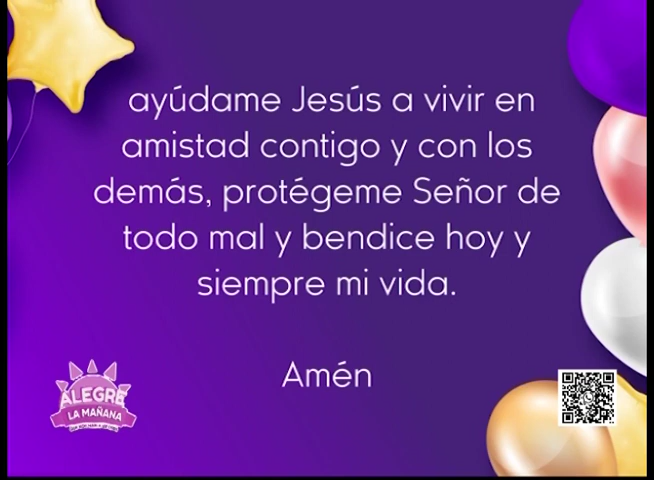 ayúdame Jesús a vivir en
amistad contigo y con los
demás, protégeme Señor de
todo mal y bendice hoy y
siempre mi vida.
Amén
ALEGRE
LA MAÑANA